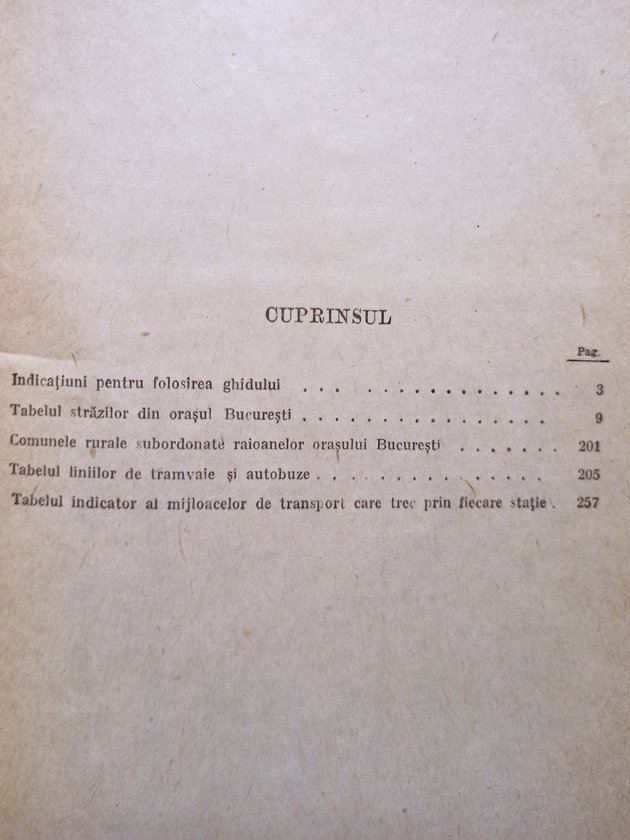 CUPRINSUL
Pag.
Indicațiuni pentru folosirea ghidului . . . . . . . . . . . . . . . . 3
Tabelul străzilor din orașul București . . . . . . . . . . . . . . . . 9
Comunele rurale subordonate raioanelor orașului București . . . . . . . 201
Tabelul liniilor de tramvaie și autobuze . . . . . . . . . . . . . . . 205
Tabelul indicator al mijloacelor de transport care trec prin fiecare stație . 257